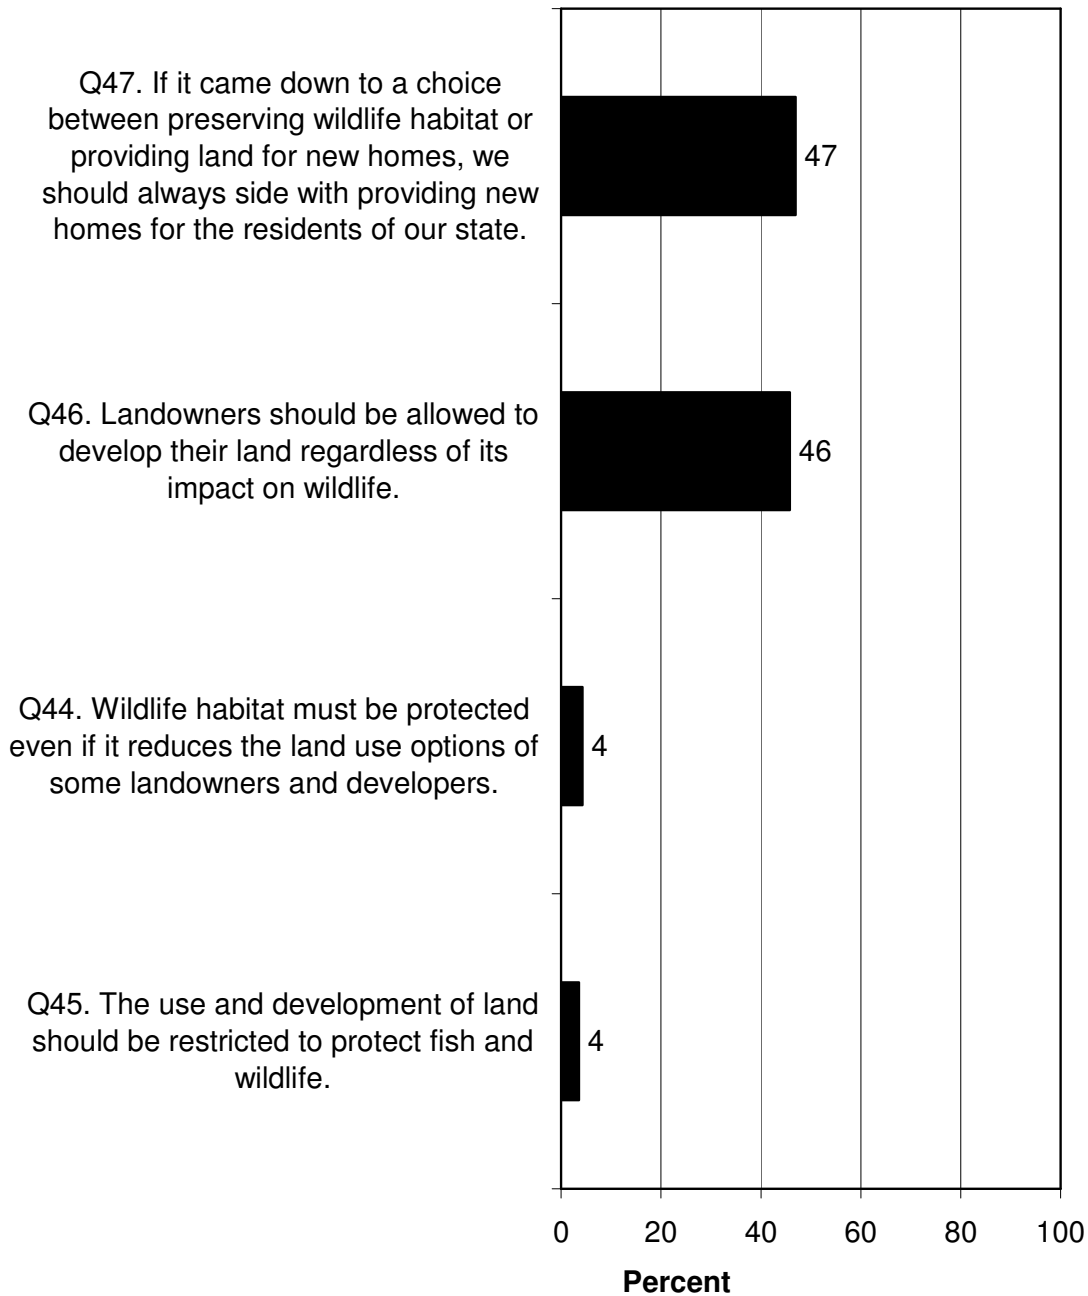 Q47. If it came down to a choice
between preserving wildlife habitat or
providing land for new homes, we
should always side with providing new
homes for the residents of our state.
47
Q46. Landowners should be allowed to
develop their land regardless of its
impact on wildlife.
46
Q44. Wildlife habitat must be protected
even if it reduces the land use options of
some landowners and developers.
4
Q45. The use and development of land
should be restricted to protect fish and
wildlife.
4
0 20 40 60 80 100
Percent